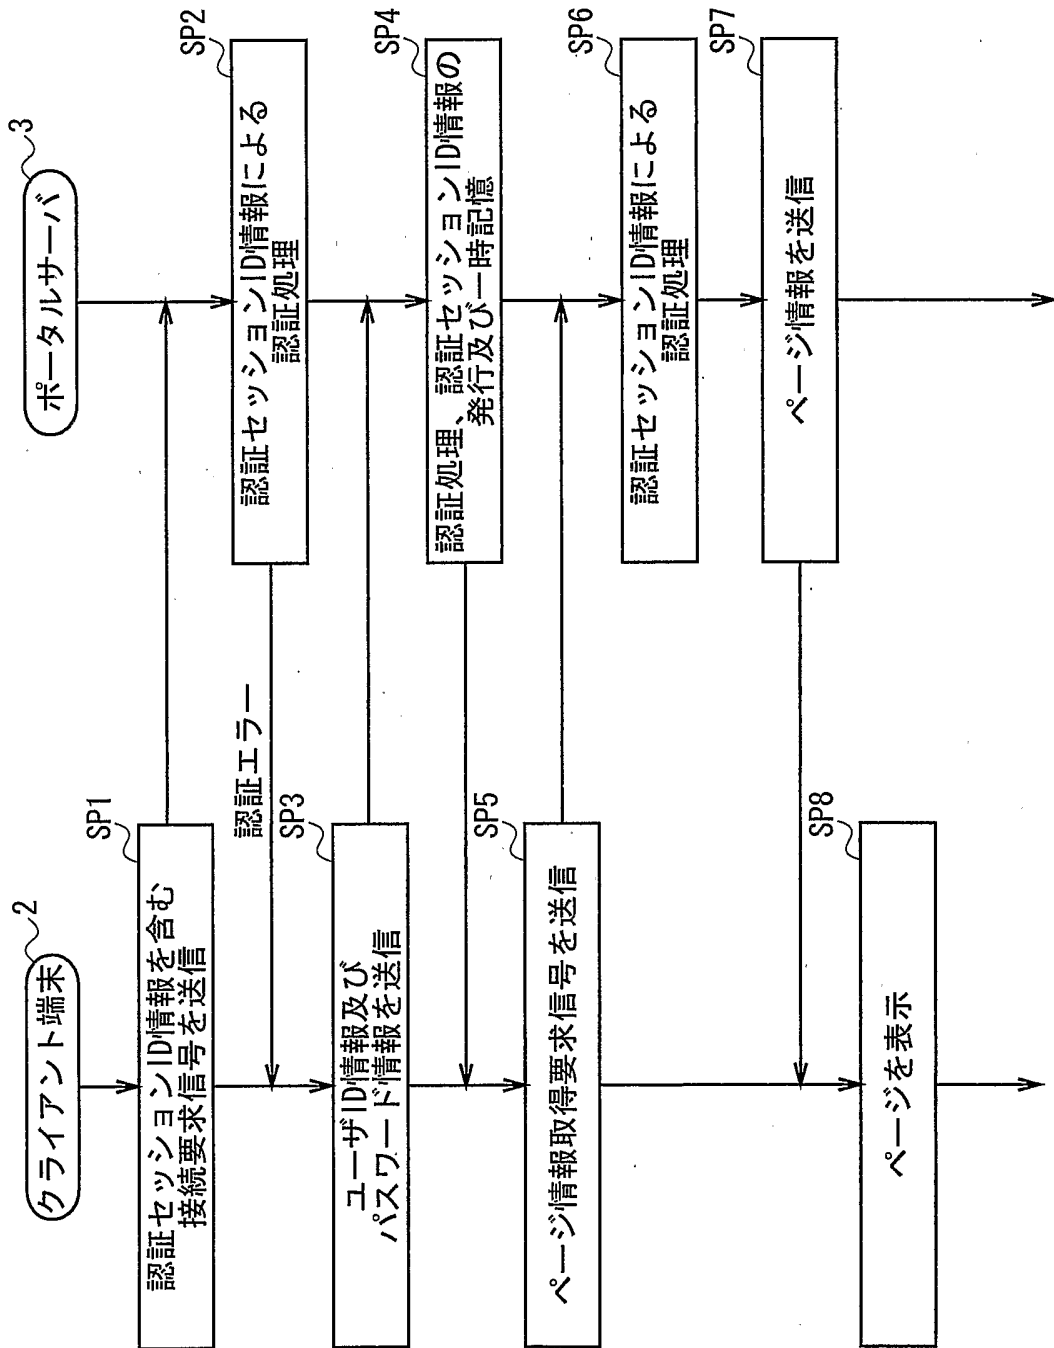 クライアント端末
2
ポータルサーバ
3
SP1
認証セッションID情報を含む
接続要求信号を送信
SP2
認証セッションID情報による
認証処理
認証エラー
SP3
ユーザID情報及び
パスワード情報を送信
SP4
認証処理、認証セッションID情報の
発行及び一時記憶
SP5
ページ情報取得要求信号を送信
SP6
認証セッションID情報による
認証処理
SP7
ページ情報を送信
SP8
ページを表示